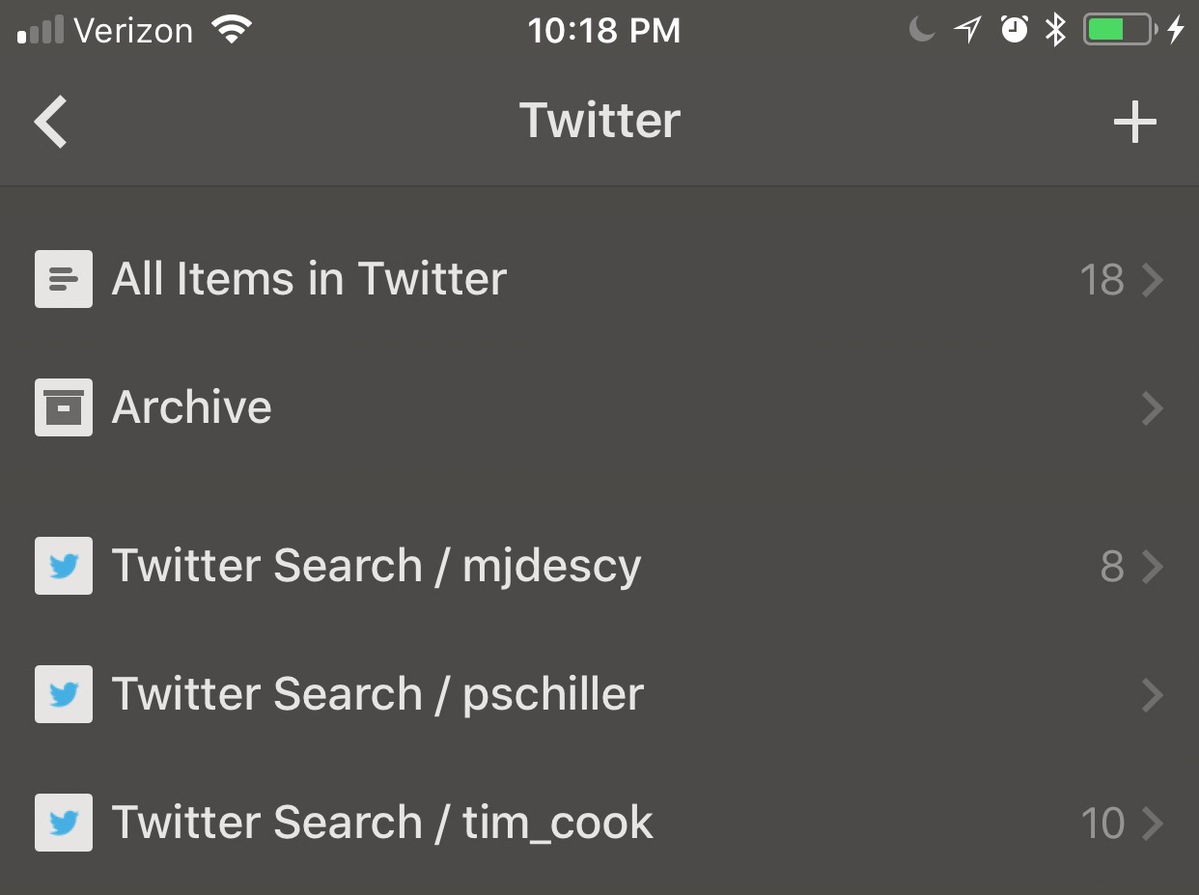 Verizon 10:18 PM
Twitter
All Items in Twitter 18
Archive
Twitter Search / mjdescy 8
Twitter Search / pschiller
Twitter Search / tim_cook 10